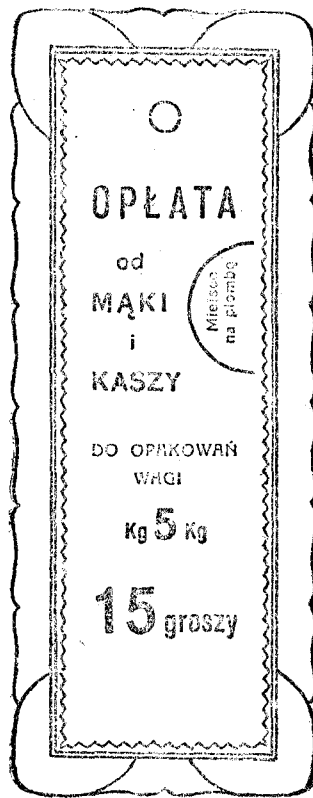 OPŁATA
od
MĄKI
i
KASZY
Miejsce
na plombę
DO OPAKOWAŃ
WAGI
Kg 5 Kg
15 groszy